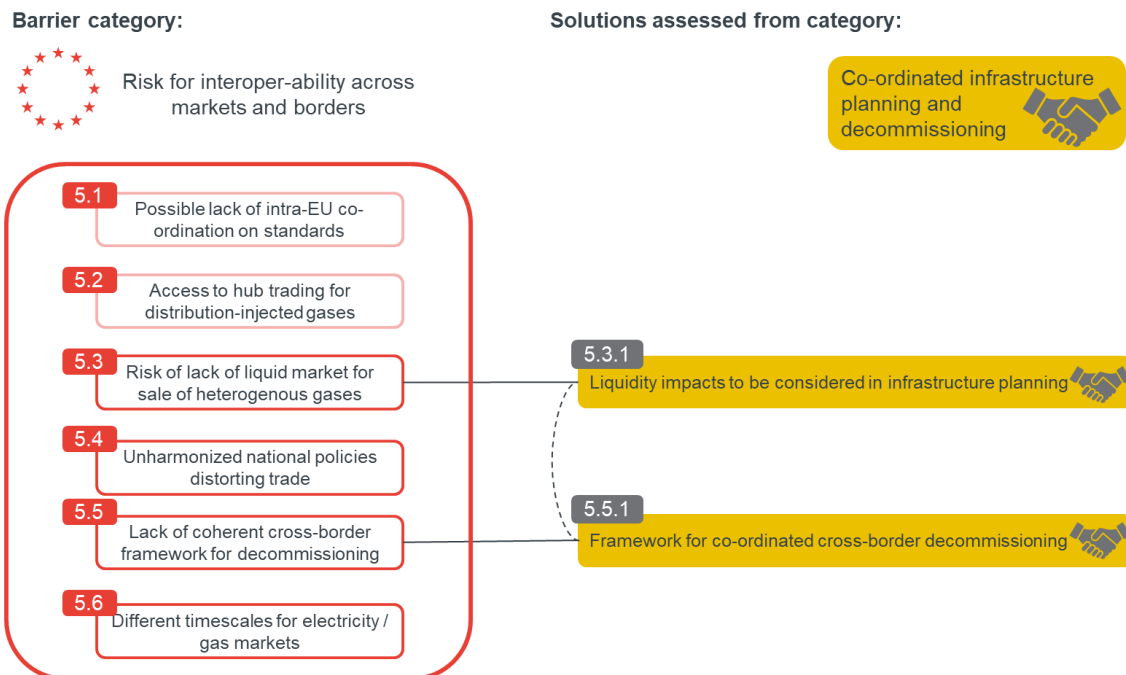 Barrier category:
Solutions assessed from category:
Risk for interoper-ability across
markets and borders
Co-ordinated infrastructure
planning and
decommissioning
5.1
Possible lack of intra-EU co-
ordination on standards
5.2
Access to hub trading for
distribution-injected gases
5.3
Risk of lack of liquid market for
sale of heterogenous gases
5.3.1
Liquidity impacts to be considered in infrastructure planning
5.4
Unharmonized national policies
distorting trade
5.5
Lack of coherent cross-border
framework for decommissioning
5.5.1
Framework for co-ordinated cross-border decommissioning
5.6
Different timescales for electricity /
gas markets